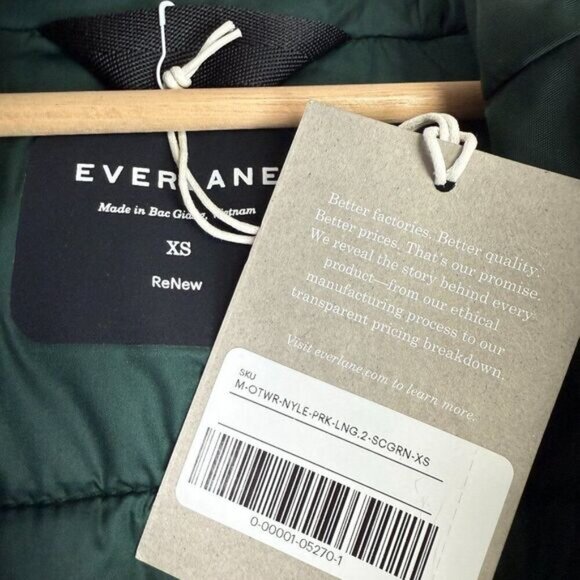 EVERLANE
Made in Bac Giang, Vietnam
XS
ReNew
Better factories. Better quality.
Better prices. That's our promise.
We reveal the story behind every
product—from our ethical
manufacturing process to our
transparent pricing breakdown.
Visit everlane.com to learn more.
SKU
M-OTWR-NYLE-PRK-LNG.2-SCGRN-XS
0-00001-05270-1